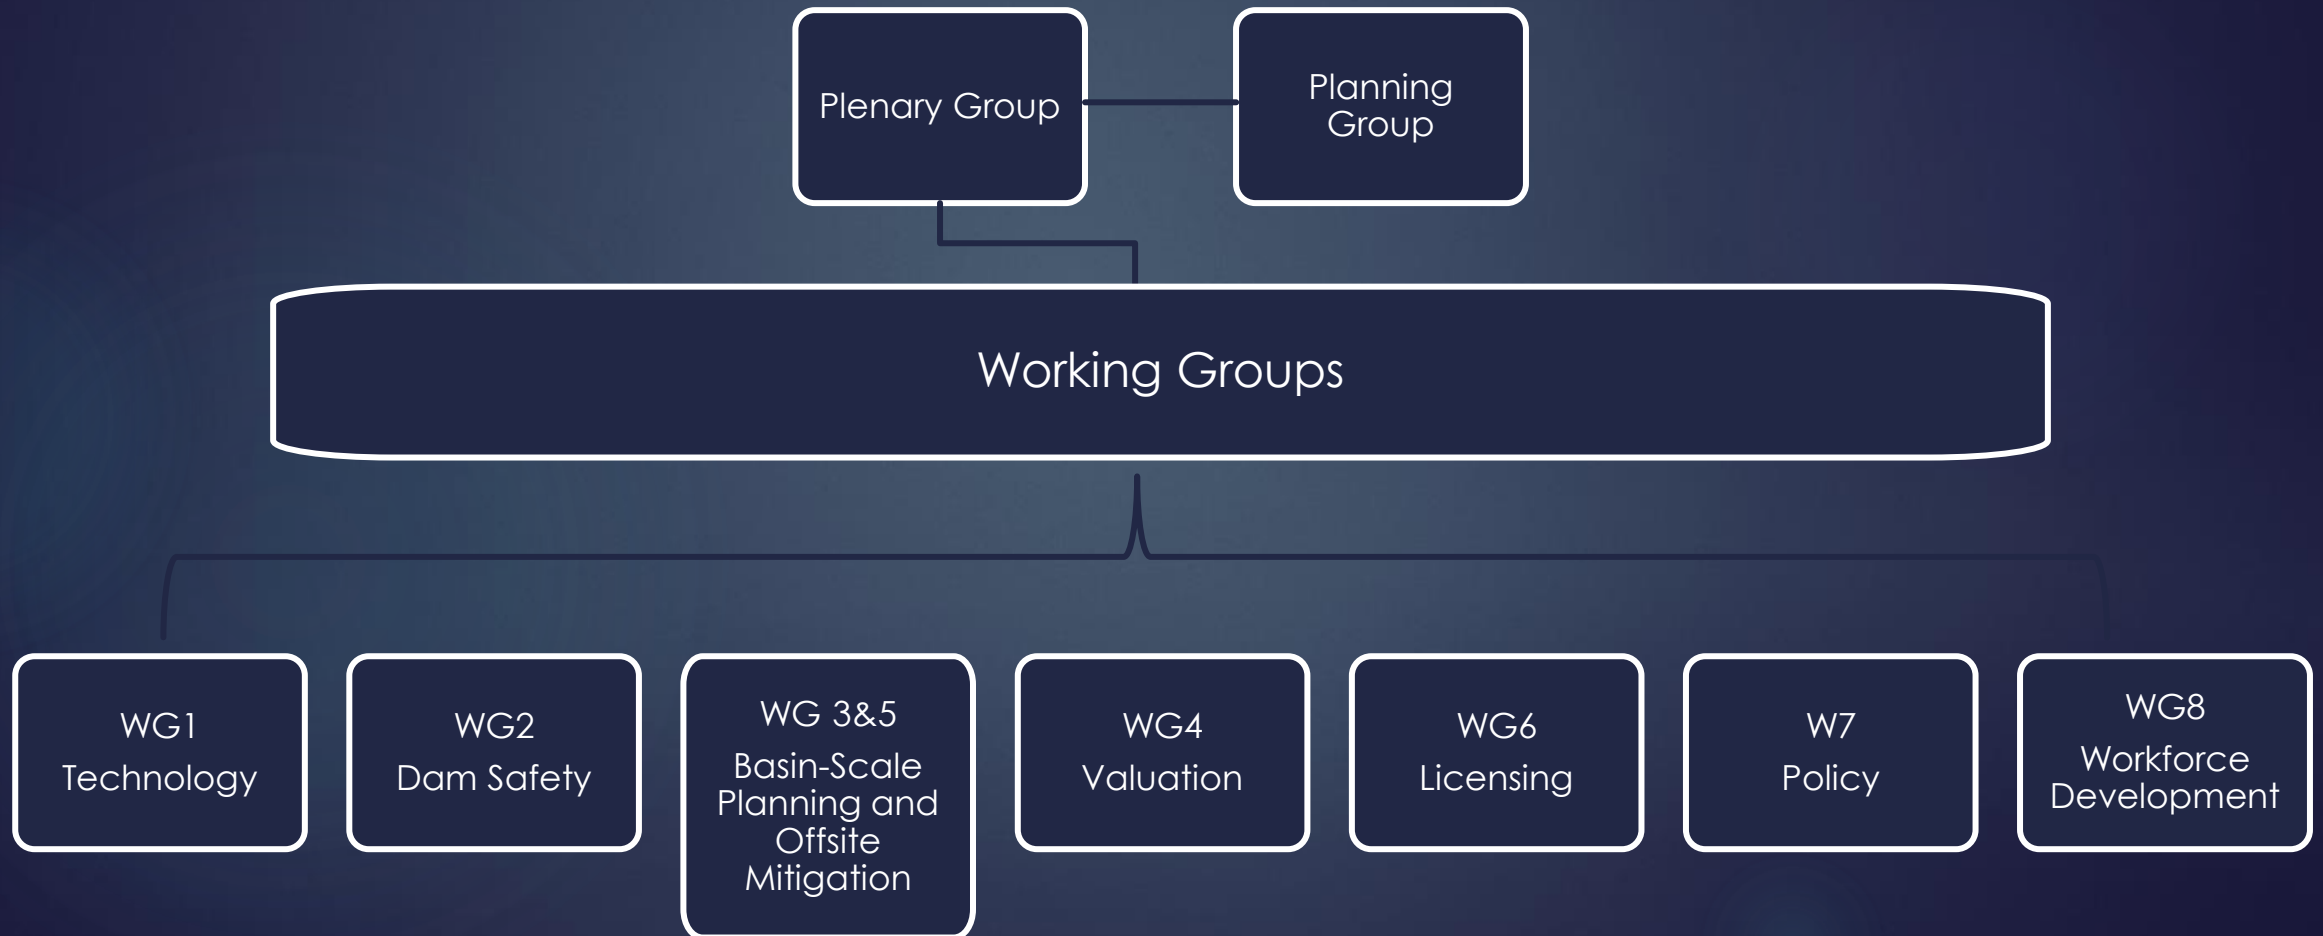 Plenary Group
Planning
Group
Working Groups
WG1
Technology
WG2
Dam Safety
WG 3&5
Basin-Scale
Planning and
Offsite
Mitigation
WG4
Valuation
WG6
Licensing
W7
Policy
WG8
Workforce
Development